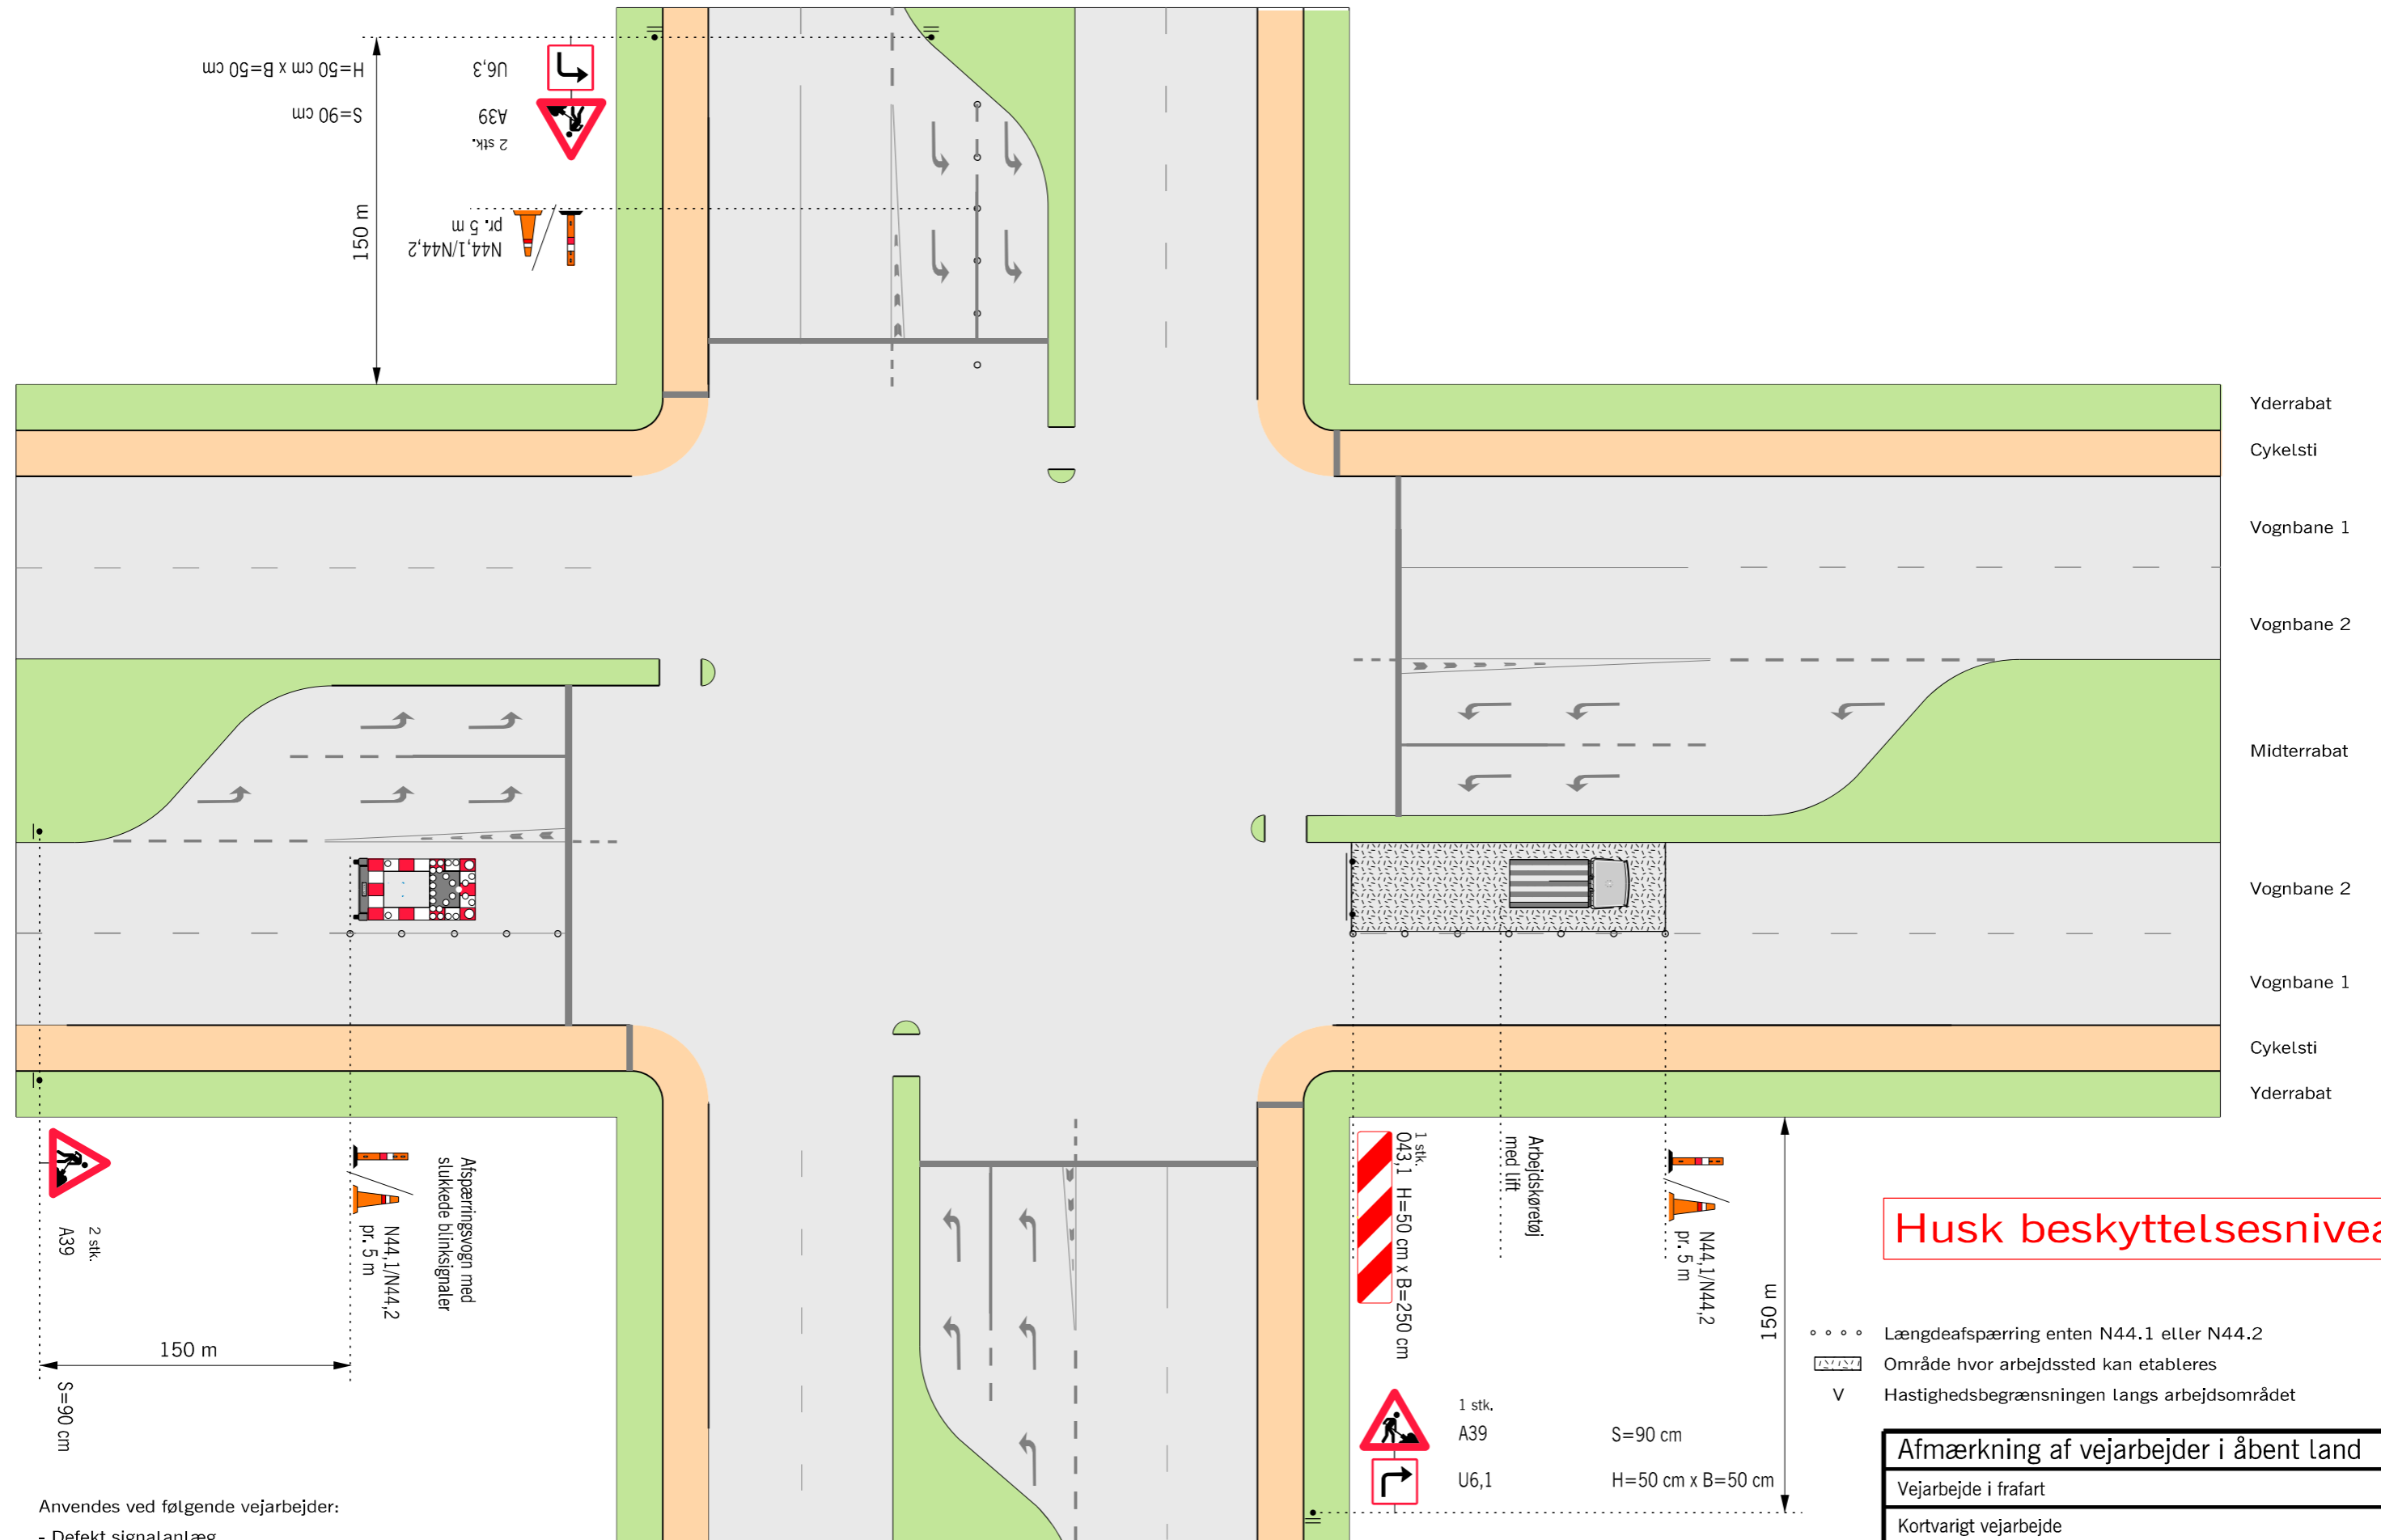 H=50 cm x B=50 cm
U6,3
S=90 cm
A39
2 stk.
N44,1/N44,2
pr. 5 m
150 m
Yderrabat
Cykelsti
Vognbane 1
Vognbane 2
Midterrabat
Vognbane 2
Vognbane 1
Cykelsti
Yderrabat
2 stk.
A39
S=90 cm
150 m
N44,1/N44,2
pr. 5 m
Afspærringsvogn med
slukkede blinksignaler
1 stk.
O43,1 H=50 cm x B=250 cm
Arbejdskøretøj
med lift
N44,1/N44,2
pr. 5 m
150 m
1 stk.
A39 S=90 cm
U6,1 H=50 cm x B=50 cm
Husk beskyttelsesnivea
Længdeafspærring enten N44.1 eller N44.2
Område hvor arbejdssted kan etableres
V Hastighedsbegrænsningen langs arbejdsområdet
Afmærkning af vejarbejder i åbent land
Vejarbejde i frafart
Kortvarigt vejarbejde
Anvendes ved følgende vejarbejder:
- Defekt signalanlæg